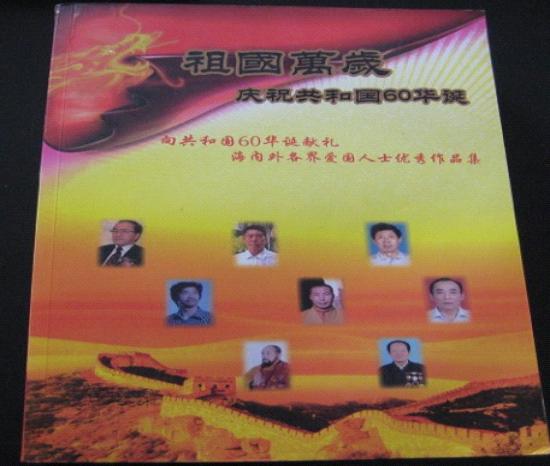 祖國萬歲
庆祝共和国60华诞
向共和国60华诞献礼
海内外各界爱国人士优秀作品集